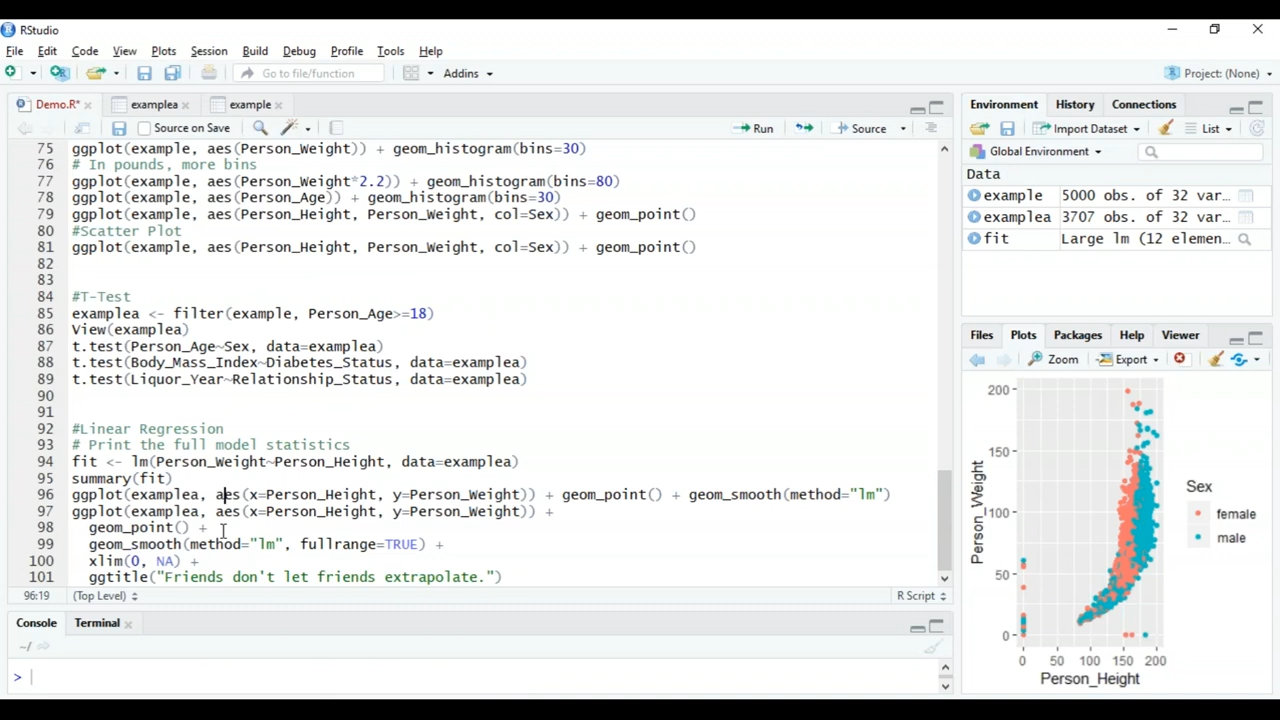 RStudio
File Edit Code View Plots Session Build Debug Profile Tools Help
Go to file/function Addins Project: (None)
Demo.R* examplea example
Source on Save Run Source
75 ggplot(example, aes(Person_Weight)) + geom_histogram(bins=30)
76 # In pounds, more bins
77 ggplot(example, aes(Person_Weight*2.2)) + geom_histogram(bins=80)
78 ggplot(example, aes(Person_Age)) + geom_histogram(bins=30)
79 ggplot(example, aes(Person_Height, Person_Weight, col=Sex)) + geom_point()
80 #Scatter Plot
81 ggplot(example, aes(Person_Height, Person_Weight, col=Sex)) + geom_point()
82
83
84 #T-Test
85 examplea <- filter(example, Person_Age>=18)
86 View(examplea)
87 t.test(Person_Age~Sex, data=examplea)
88 t.test(Body_Mass_Index~Diabetes_Status, data=examplea)
89 t.test(Liquor_Year~Relationship_Status, data=examplea)
90
91
92 #Linear Regression
93 # Print the full model statistics
94 fit <- lm(Person_Weight~Person_Height, data=examplea)
95 summary(fit)
96 ggplot(examplea, aes(x=Person_Height, y=Person_Weight)) + geom_point() + geom_smooth(method="lm")
97 ggplot(examplea, aes(x=Person_Height, y=Person_Weight)) +
98 geom_point() +
99 geom_smooth(method="lm", fullrange=TRUE) +
100 xlim(0, NA) +
101 ggtitle("Friends don't let friends extrapolate.")
96:19 (Top Level) R Script
Console Terminal
~/
>
Environment History Connections
Import Dataset List
Global Environment
Data
example 5000 obs. of 32 var...
examplea 3707 obs. of 32 var...
fit Large lm (12 elemen...
Files Plots Packages Help Viewer
Zoom Export
200
150
100
50
0
Person_Weight
0 50 100 150 200
Person_Height
Sex
female
male